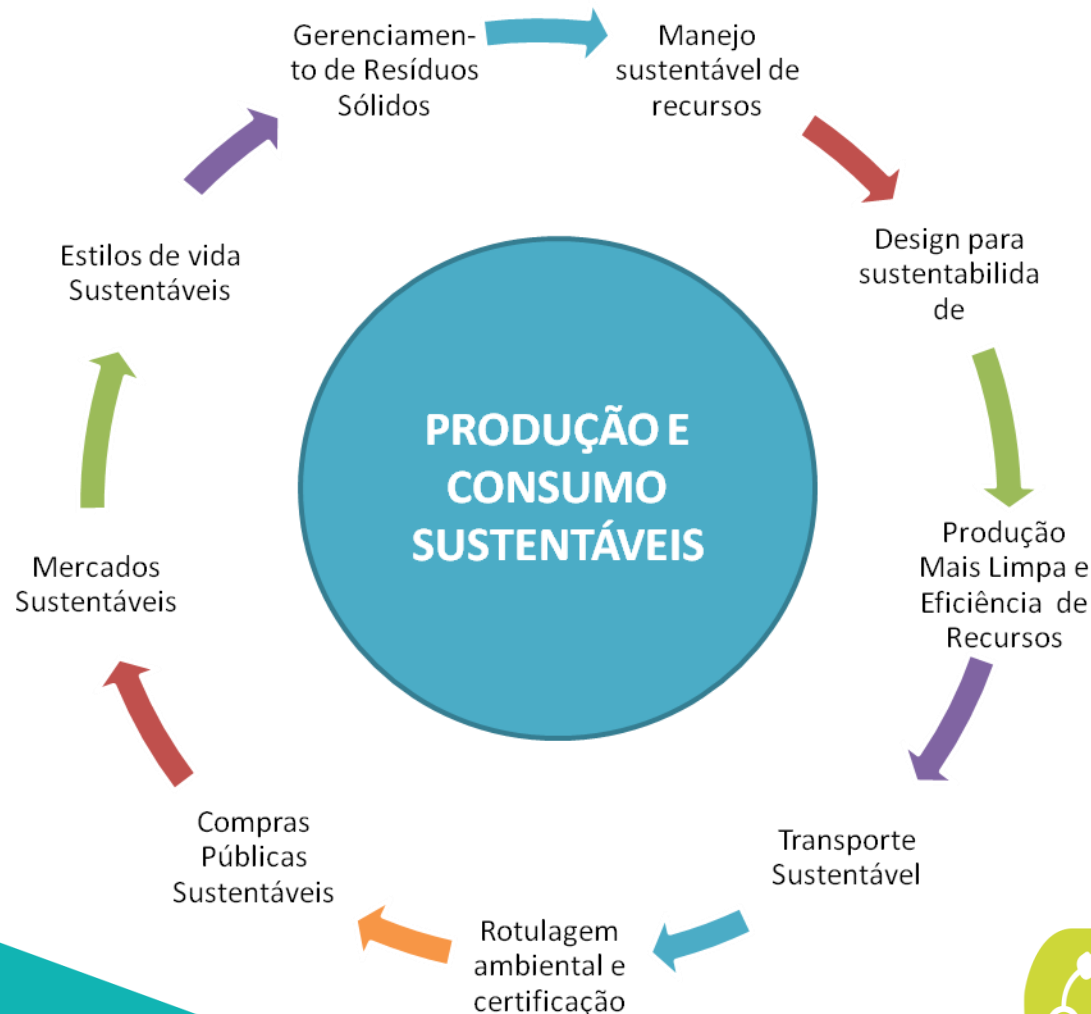 Gerenciamen-
to de Resíduos
Sólidos
Manejo
sustentável de
recursos
Design para
sustentabilida
de
Produção
Mais Limpa e
Eficiência de
Recursos
Transporte
Sustentável
Rotulagem
ambiental e
certificação
Compras
Públicas
Sustentáveis
Mercados
Sustentáveis
Estilos de vida
Sustentáveis
PRODUÇÃO E
CONSUMO
SUSTENTÁVEIS